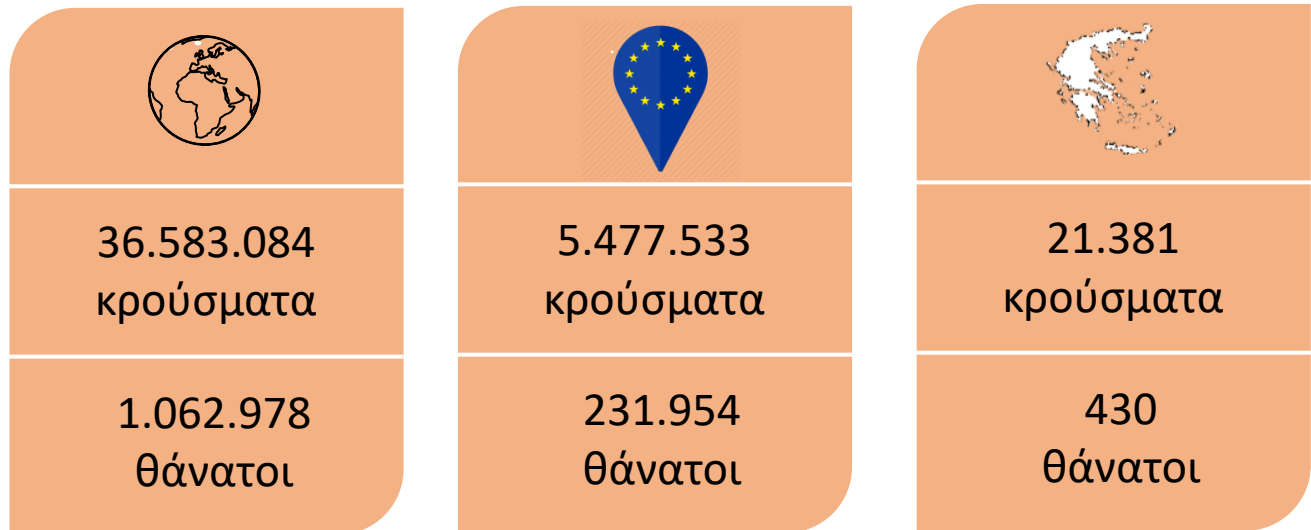 36.583.084
κρούσματα
1.062.978
θάνατοι
5.477.533
κρούσματα
231.954
θάνατοι
21.381
κρούσματα
430
θάνατοι